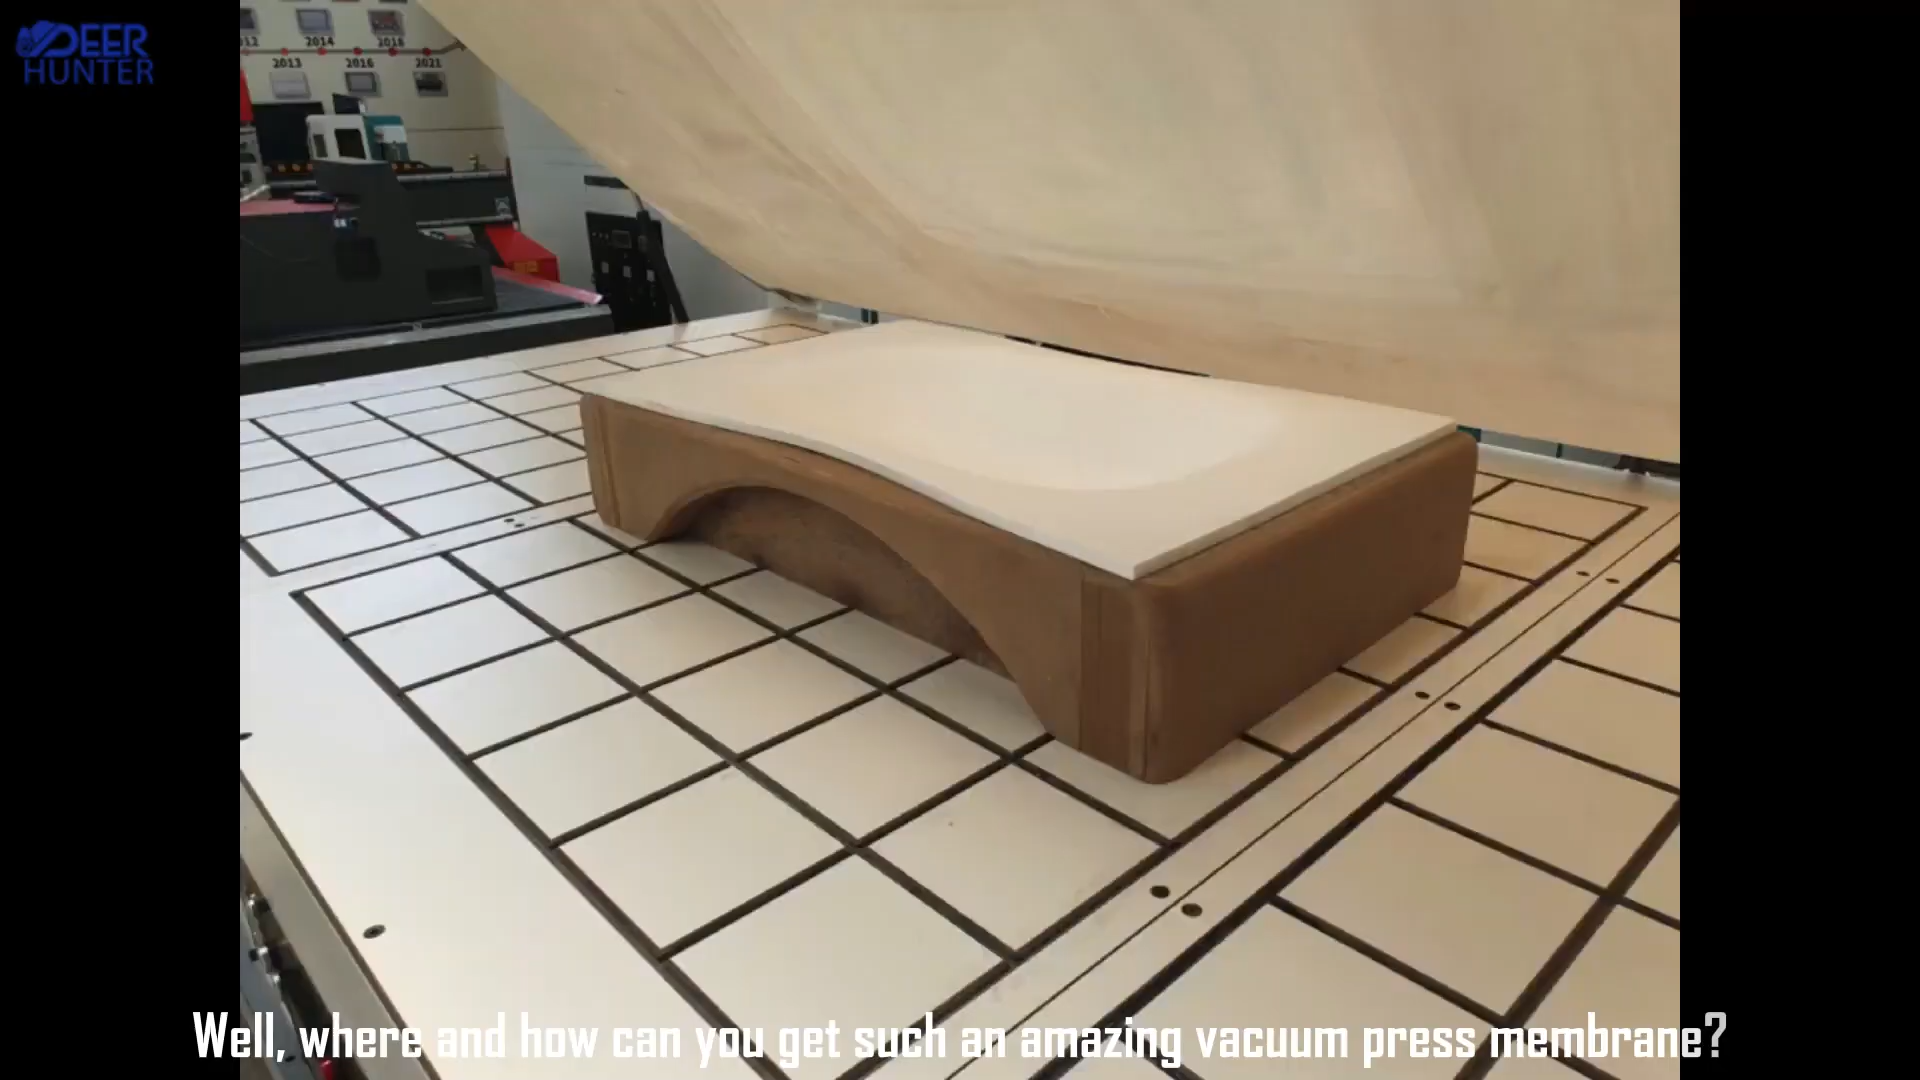 DEER
HUNTER
2014
2018
2013
2016
2021
Well, where and how can you get such an amazing vacuum press membrane?